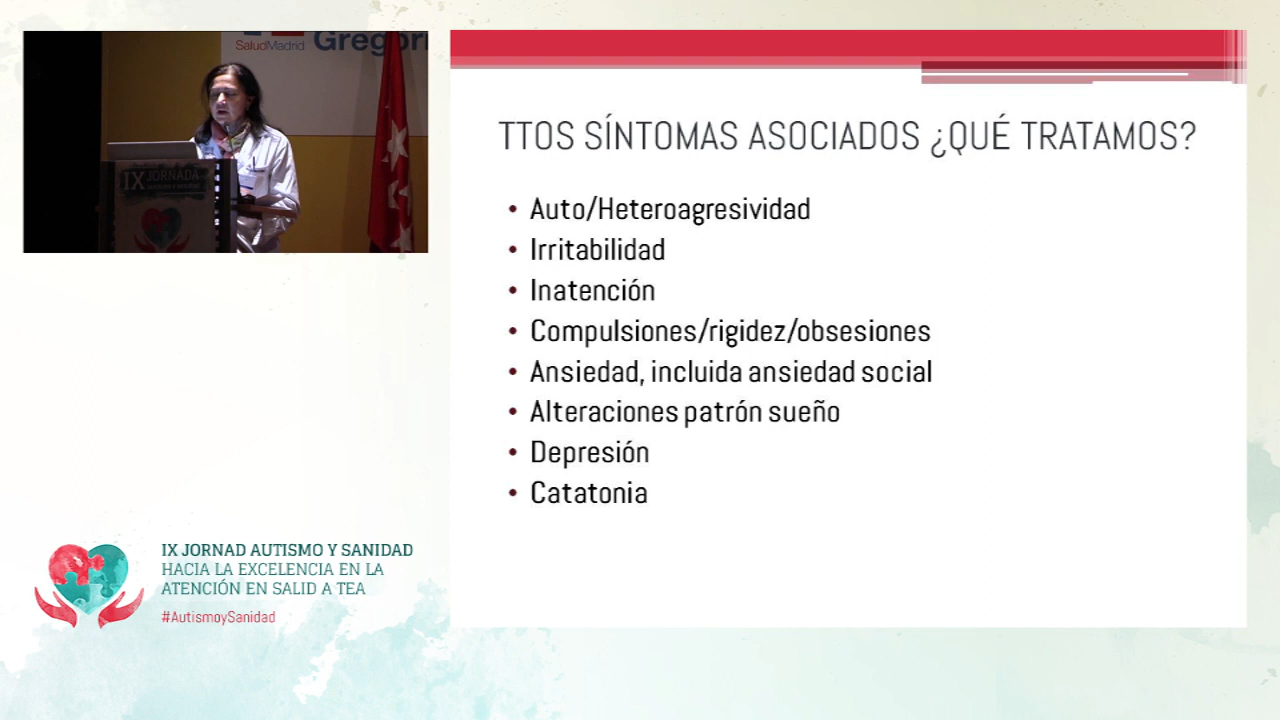 SaludMadrid
IX JORNADA
TTOS SÍNTOMAS ASOCIADOS ¿QUÉ TRATAMOS?
• Auto/Heteroagresividad
• Irritabilidad
• Inatención
• Compulsiones/rigidez/obsesiones
• Ansiedad, incluida ansiedad social
• Alteraciones patrón sueño
• Depresión
• Catatonia
IX JORNAD AUTISMO Y SANIDAD
HACIA LA EXCELENCIA EN LA
ATENCIÓN EN SALID A TEA
#AutismoySanidad